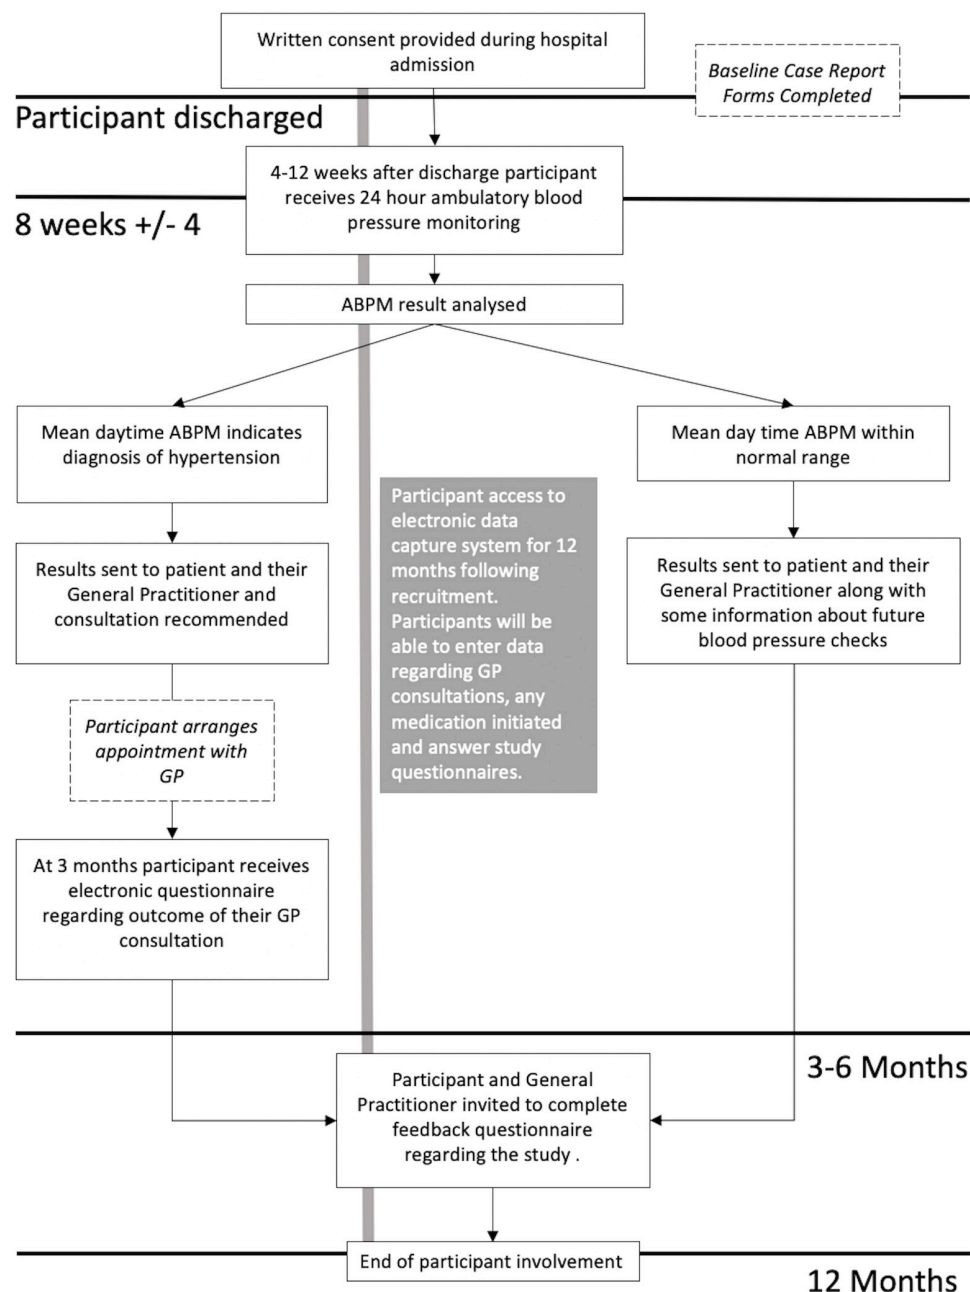 Written consent provided during hospital
admission
Baseline Case Report
Forms Completed
Participant discharged
4-12 weeks after discharge participant
receives 24 hour ambulatory blood
pressure monitoring
8 weeks +/- 4
ABPM result analysed
Mean daytime ABPM indicates
diagnosis of hypertension
Mean day time ABPM within
normal range
Results sent to patient and their
General Practitioner and
consultation recommended
Participant access to
electronic data
capture system for 12
months following
recruitment.
Participants will be
able to enter data
regarding GP
consultations, any
medication initiated
and answer study
questionnaires.
Results sent to patient and their
General Practitioner along with
some information about future
blood pressure checks
Participant arranges
appointment with
GP
At 3 months participant receives
electronic questionnaire
regarding outcome of their GP
consultation
3-6 Months
Participant and General
Practitioner invited to complete
feedback questionnaire
regarding the study .
End of participant involvement
12 Months